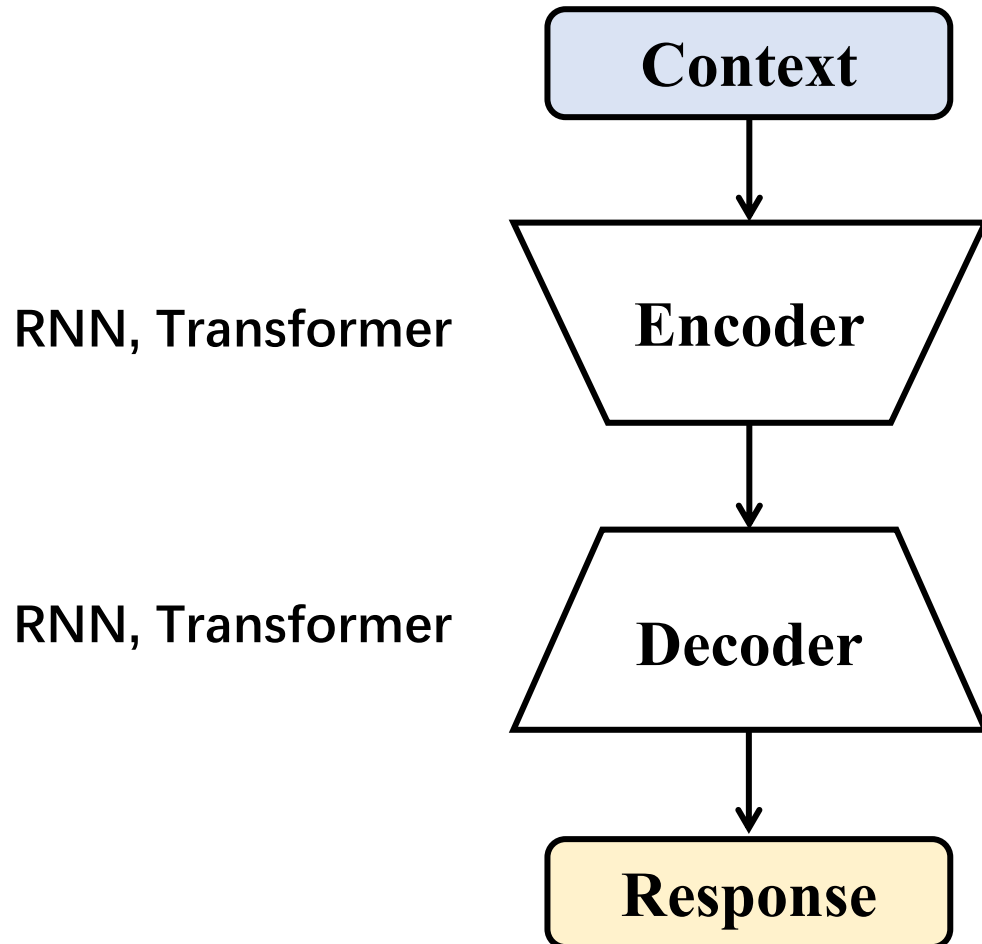 Context
RNN, Transformer
Encoder
RNN, Transformer
Decoder
Response